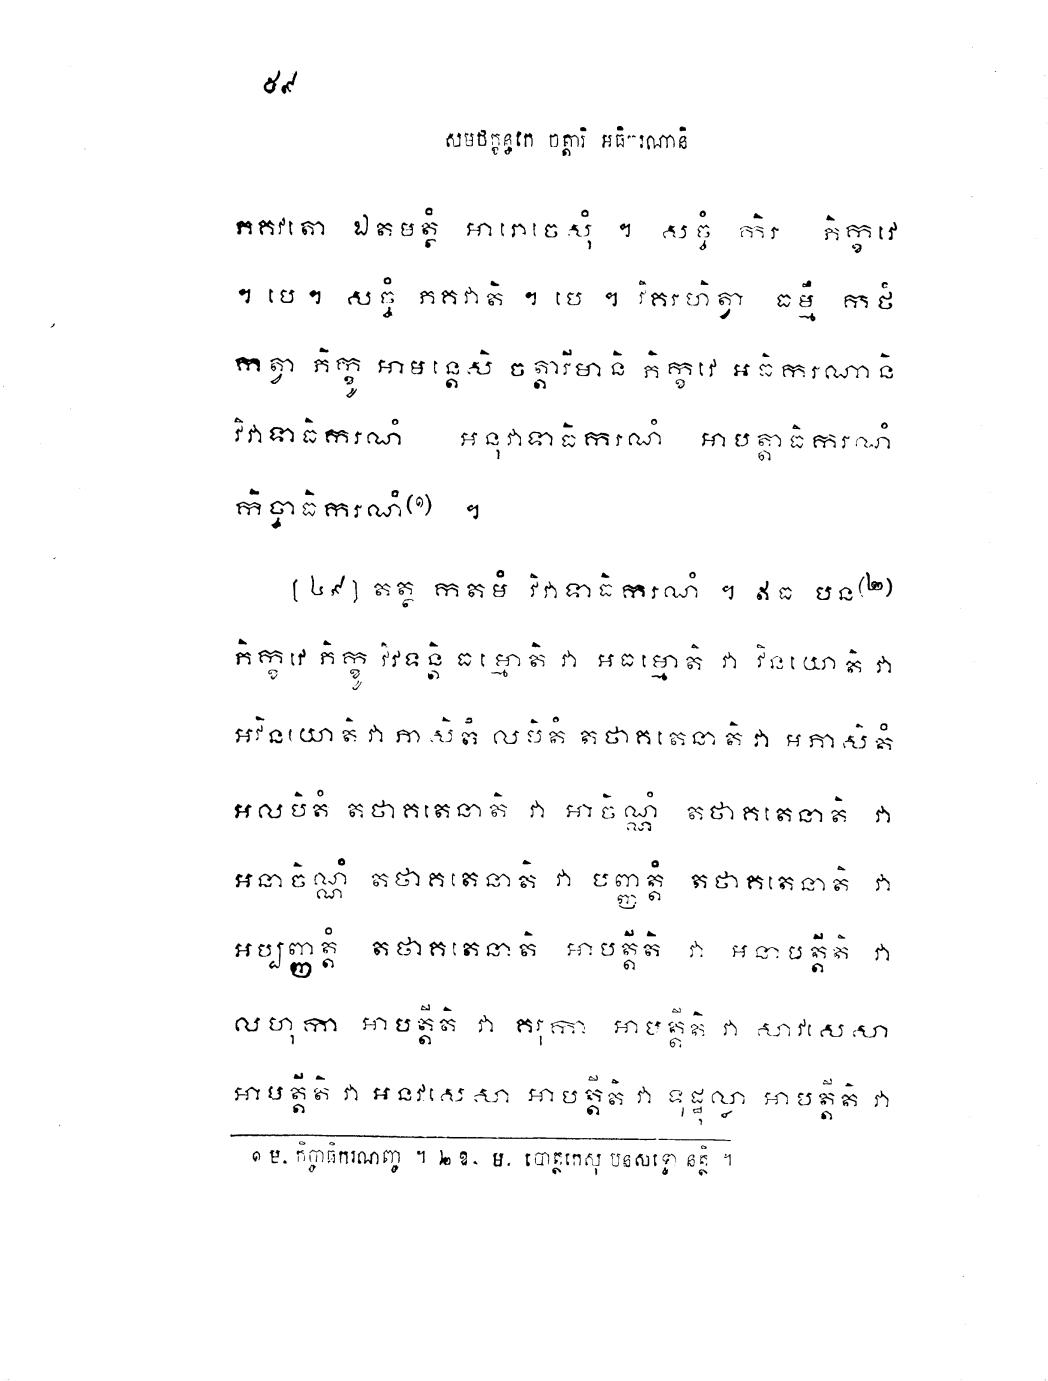 ៥៩
សមថក្ខន្ធកេ ចត្តារិ អធិករណានិ
ភគវតោ ឯតមត្ថំ អារោចេសុំ ។ សច្ចំ កិរ ភិក្ខវេ
។ បេ ។ សច្ចំ ភគវាតិ ។ បេ ។ វិគរហិត្វា ធម្មឹ កថំ
កត្វា ភិក្ខូ អាមន្តេសិ ចត្តារីមានិ ភិក្ខវេ អធិករណានិ
វិវាទាធិករណំ អនុវាទាធិករណំ អាបត្តាធិករណំ
កិច្ចាធិករណំ(១) ។
[៤៩] តត្ថ កតមំ វិវាទាធិករណំ ។ ឥធ បន(២)
ភិក្ខវេ ភិក្ខូ វិវទន្តិ ធម្មោតិ វា អធម្មោតិ វា វិនយោតិ វា
អវិនយោតិ វា ភាសិតំ លបិតំ តថាគតេនាតិ វា អភាសិតំ
អលបិតំ តថាគតេនាតិ វា អាចិណ្ណំ តថាគតេនាតិ វា
អនាចិណ្ណំ តថាគតេនាតិ វា បញ្ញត្តំ តថាគតេនាតិ វា
អប្បញ្ញត្តំ តថាគតេនាតិ អាបត្តីតិ វា អនាបត្តីតិ វា
លហុកា អាបត្តីតិ វា គរុកា អាបត្តីតិ វា សាវសេសា
អាបត្តីតិ វា អនវសេសា អាបត្តីតិ វា ទុដ្ឋុល្លា អាបត្តីតិ វា
១ ម. កិច្ចាធិករណញ្ច ។ ២ ឱ. ម. បោត្ថកេសុ បនសទ្ទោ នត្ថិ ។